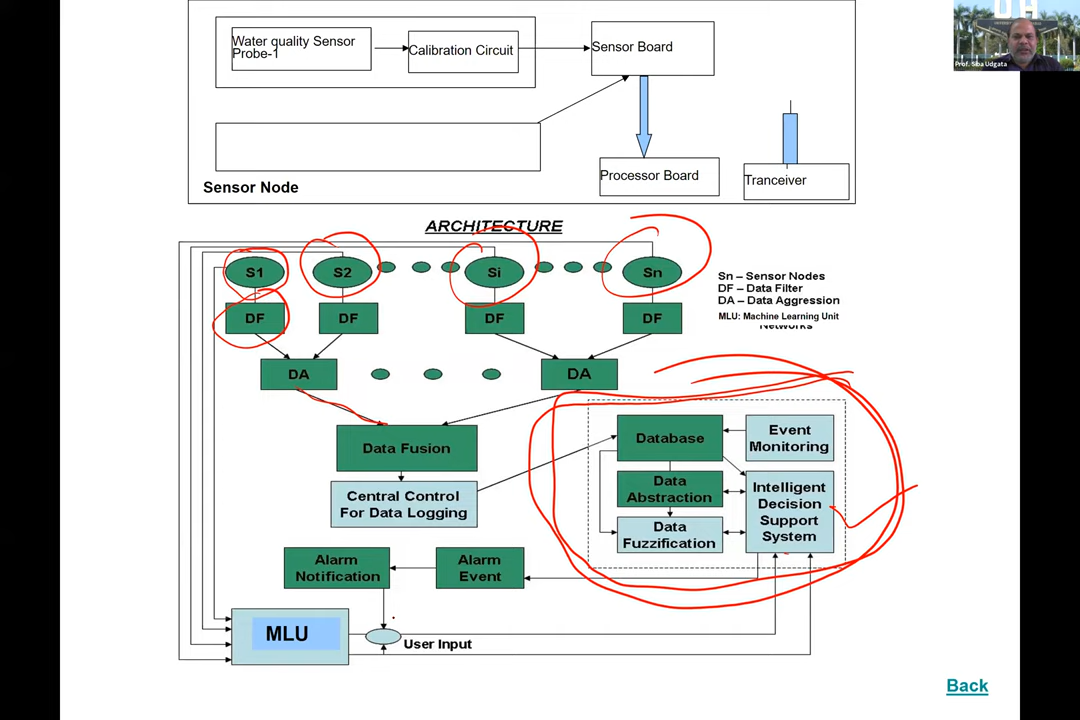 Water quality Sensor
Probe-1
Calibration Circuit
Sensor Board
Processor Board
Tranceiver
Sensor Node
Prof. Siba Udgata
ARCHITECTURE
S1
S2
Si
Sn
DF
DF
DF
DF
DA
DA
Sn – Sensor Nodes
DF – Data Filter
DA – Data Aggression
MLU: Machine Learning Unit
Networks
Data Fusion
Central Control
For Data Logging
Database
Event
Monitoring
Data
Abstraction
Intelligent
Decision
Support
System
Data
Fuzzification
Alarm
Notification
Alarm
Event
MLU
User Input
Back